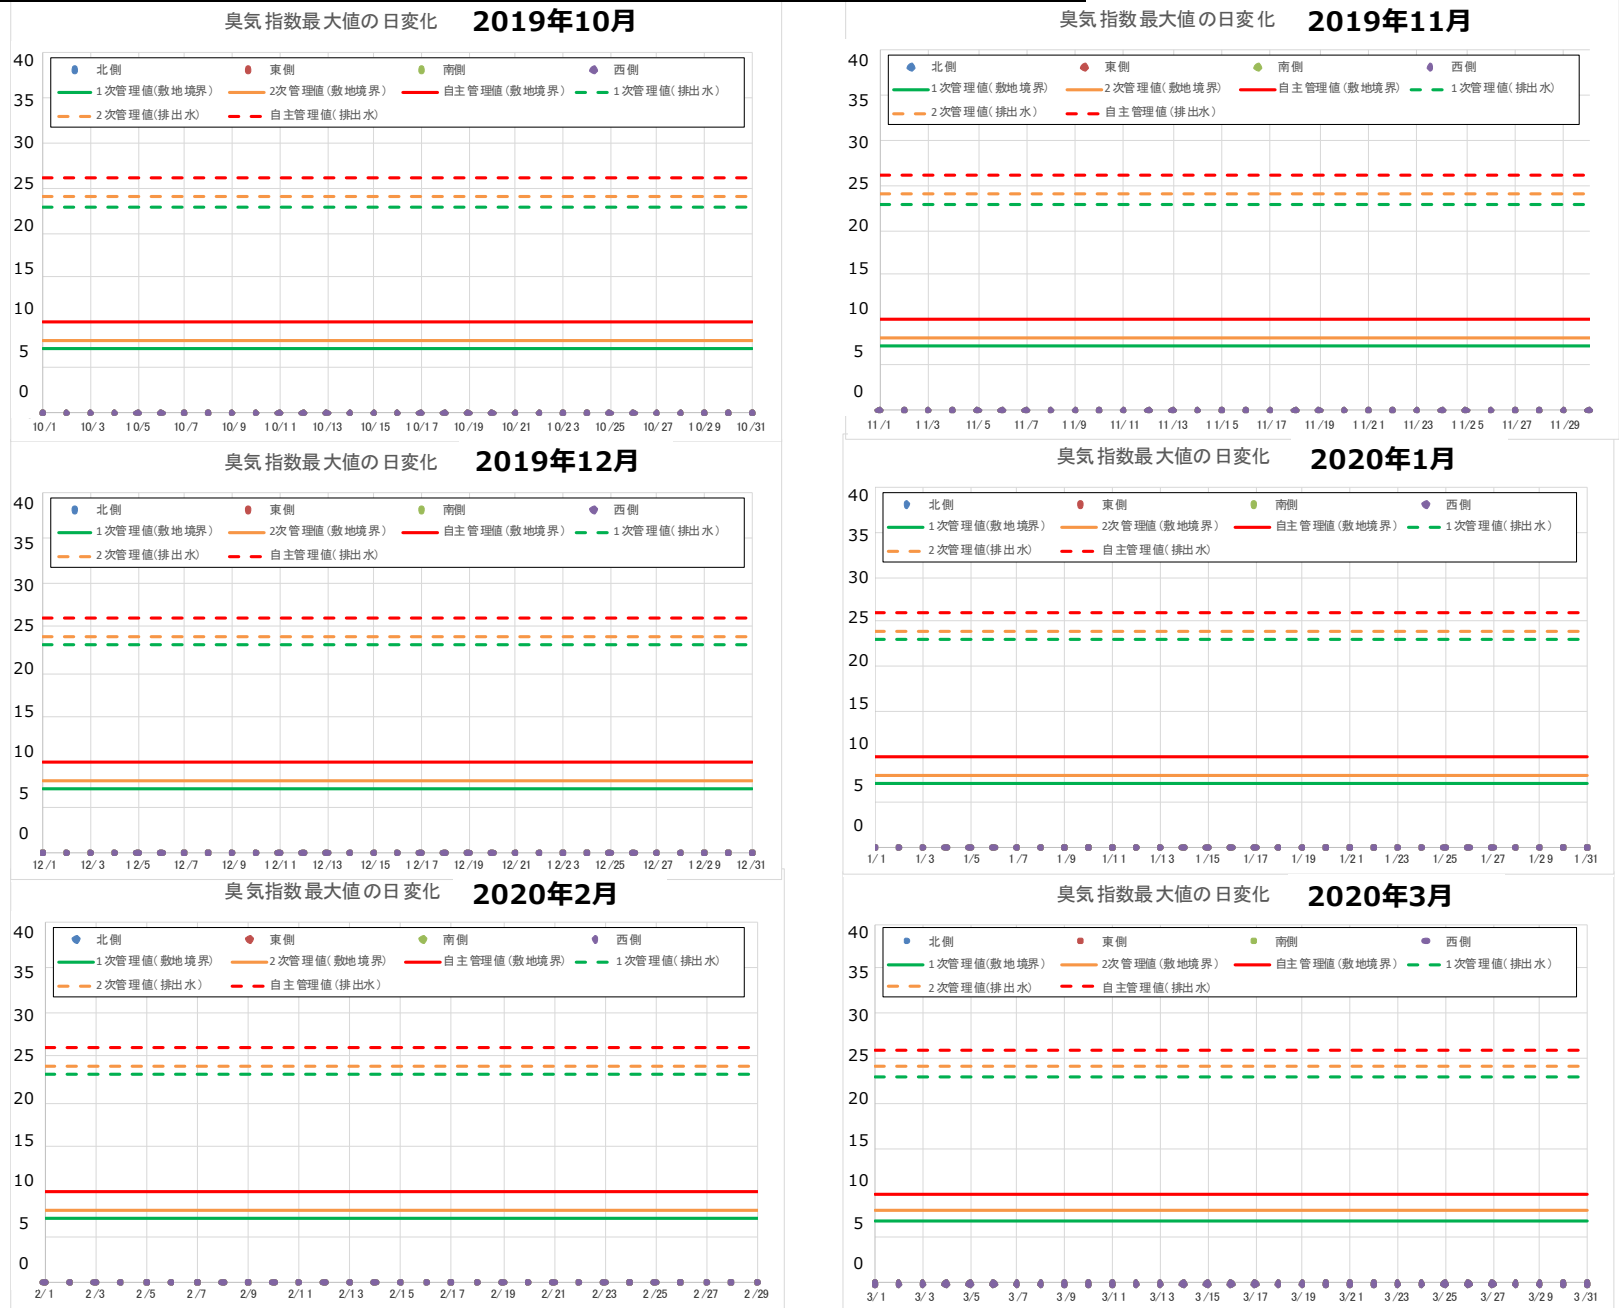 臭気指数最大値の日変化 2019年10月
40
北側 東側 南側 西側
1次管理値(敷地境界) 2次管理値(敷地境界) 自主管理値(敷地境界) 1次管理値(排出水)
35
2次管理値(排出水) 自主管理値(排出水)
30
25
20
15
10
5
0
10/1 10/3 10/5 10/7 10/9 10/11 10/13 10/15 10/17 10/19 10/21 10/23 10/25 10/27 10/29 10/31
臭気指数最大値の日変化 2019年11月
40
北側 東側 南側 西側
1次管理値(敷地境界) 2次管理値(敷地境界) 自主管理値(敷地境界) 1次管理値(排出水)
35
2次管理値(排出水) 自主管理値(排出水)
30
25
20
15
10
5
0
11/1 11/3 11/5 11/7 11/9 11/11 11/13 11/15 11/17 11/19 11/21 11/23 11/25 11/27 11/29
臭気指数最大値の日変化 2019年12月
40
北側 東側 南側 西側
1次管理値(敷地境界) 2次管理値(敷地境界) 自主管理値(敷地境界) 1次管理値(排出水)
35
2次管理値(排出水) 自主管理値(排出水)
30
25
20
15
10
5
0
12/1 12/3 12/5 12/7 12/9 12/11 12/13 12/15 12/17 12/19 12/21 12/23 12/25 12/27 12/29 12/31
臭気指数最大値の日変化 2020年1月
40
北側 東側 南側 西側
1次管理値(敷地境界) 2次管理値(敷地境界) 自主管理値(敷地境界) 1次管理値(排出水)
35
2次管理値(排出水) 自主管理値(排出水)
30
25
20
15
10
5
0
1/1 1/3 1/5 1/7 1/9 1/11 1/13 1/15 1/17 1/19 1/21 1/23 1/25 1/27 1/29 1/31
臭気指数最大値の日変化 2020年2月
40
北側 東側 南側 西側
1次管理値(敷地境界) 2次管理値(敷地境界) 自主管理値(敷地境界) 1次管理値(排出水)
35
2次管理値(排出水) 自主管理値(排出水)
30
25
20
15
10
5
0
2/1 2/3 2/5 2/7 2/9 2/11 2/13 2/15 2/17 2/19 2/21 2/23 2/25 2/27 2/29
臭気指数最大値の日変化 2020年3月
40
北側 東側 南側 西側
1次管理値(敷地境界) 2次管理値(敷地境界) 自主管理値(敷地境界) 1次管理値(排出水)
35
2次管理値(排出水) 自主管理値(排出水)
30
25
20
15
10
5
0
3/1 3/3 3/5 3/7 3/9 3/11 3/13 3/15 3/17 3/19 3/21 3/23 3/25 3/27 3/29 3/31